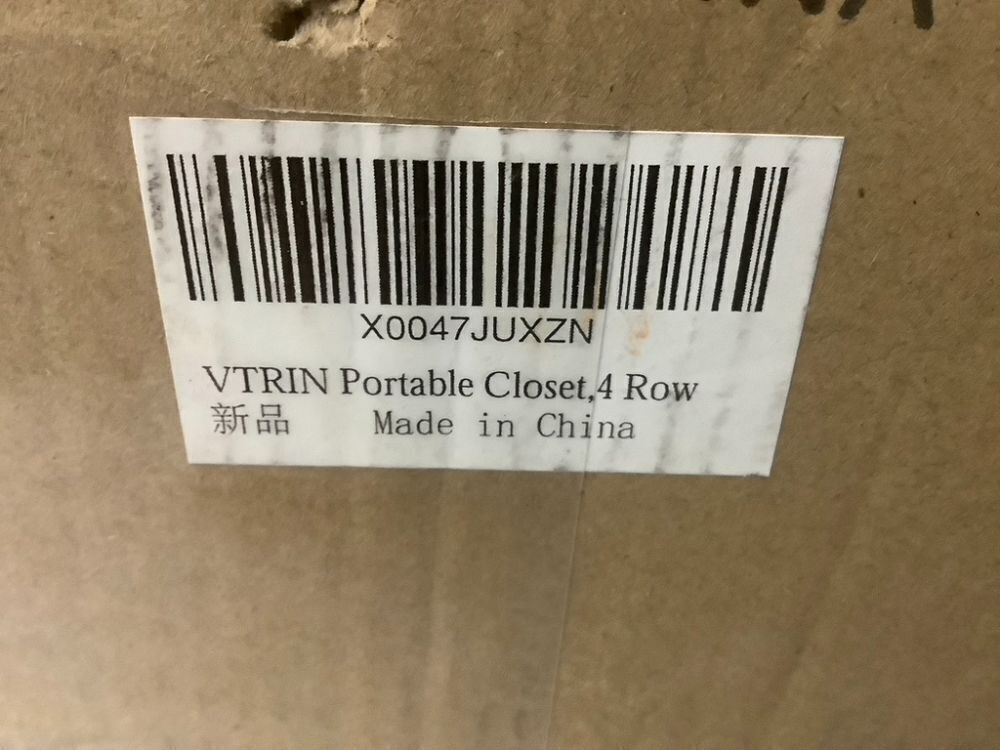 X0047JUXZN
VTRIN Portable Closet,4 Row
新品 Made in China